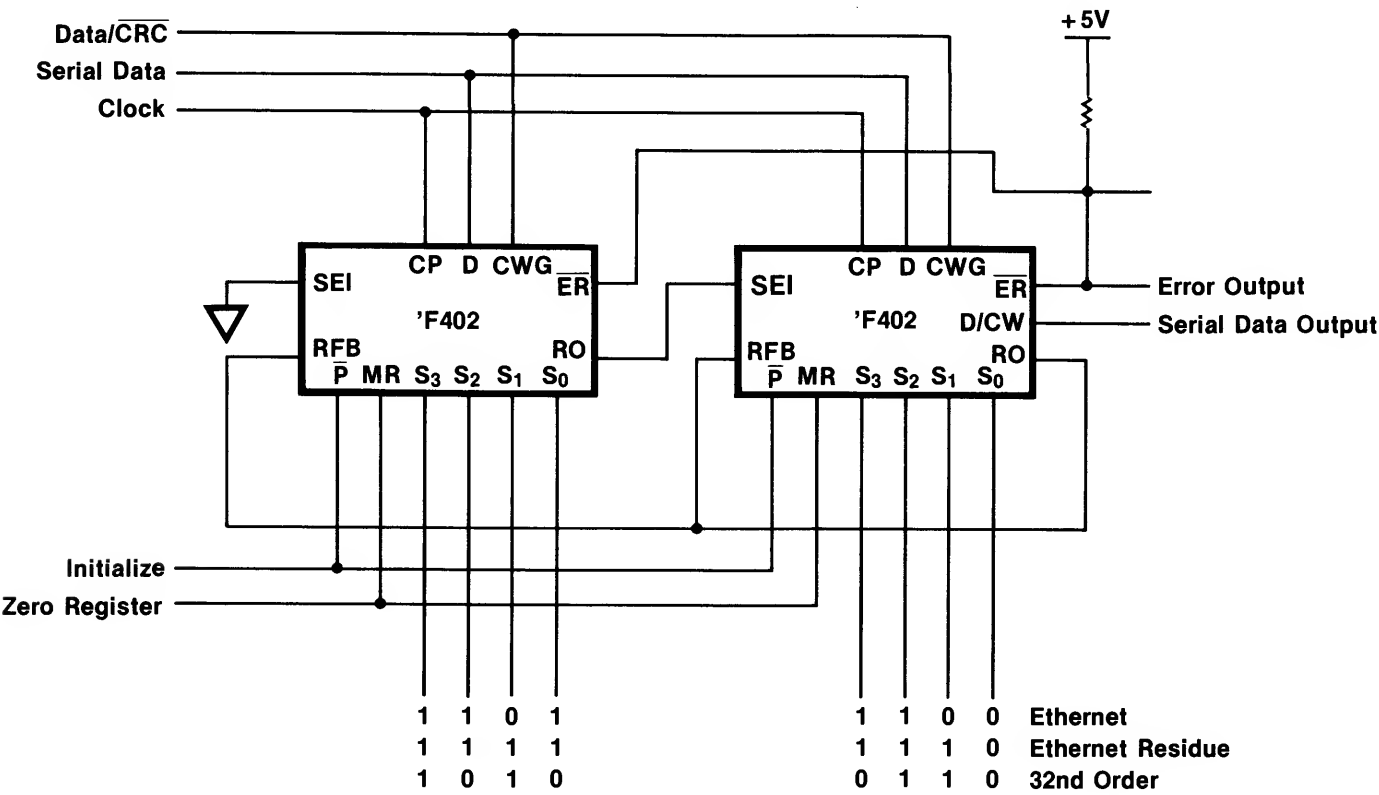 Data/C̅R̅C̅
+5V
Serial Data
Clock
CP D CWG
SEI
E̅R̅
'F402
RFB
RO
P̅ MR S₃ S₂ S₁ S₀
CP D CWG
SEI
E̅R̅
'F402
D/CW
RFB
RO
P̅ MR S₃ S₂ S₁ S₀
Error Output
Serial Data Output
Initialize
Zero Register
1 1 0 1 1 1 0 0 Ethernet
1 1 1 1 1 1 1 0 Ethernet Residue
1 0 1 0 0 1 1 0 32nd Order